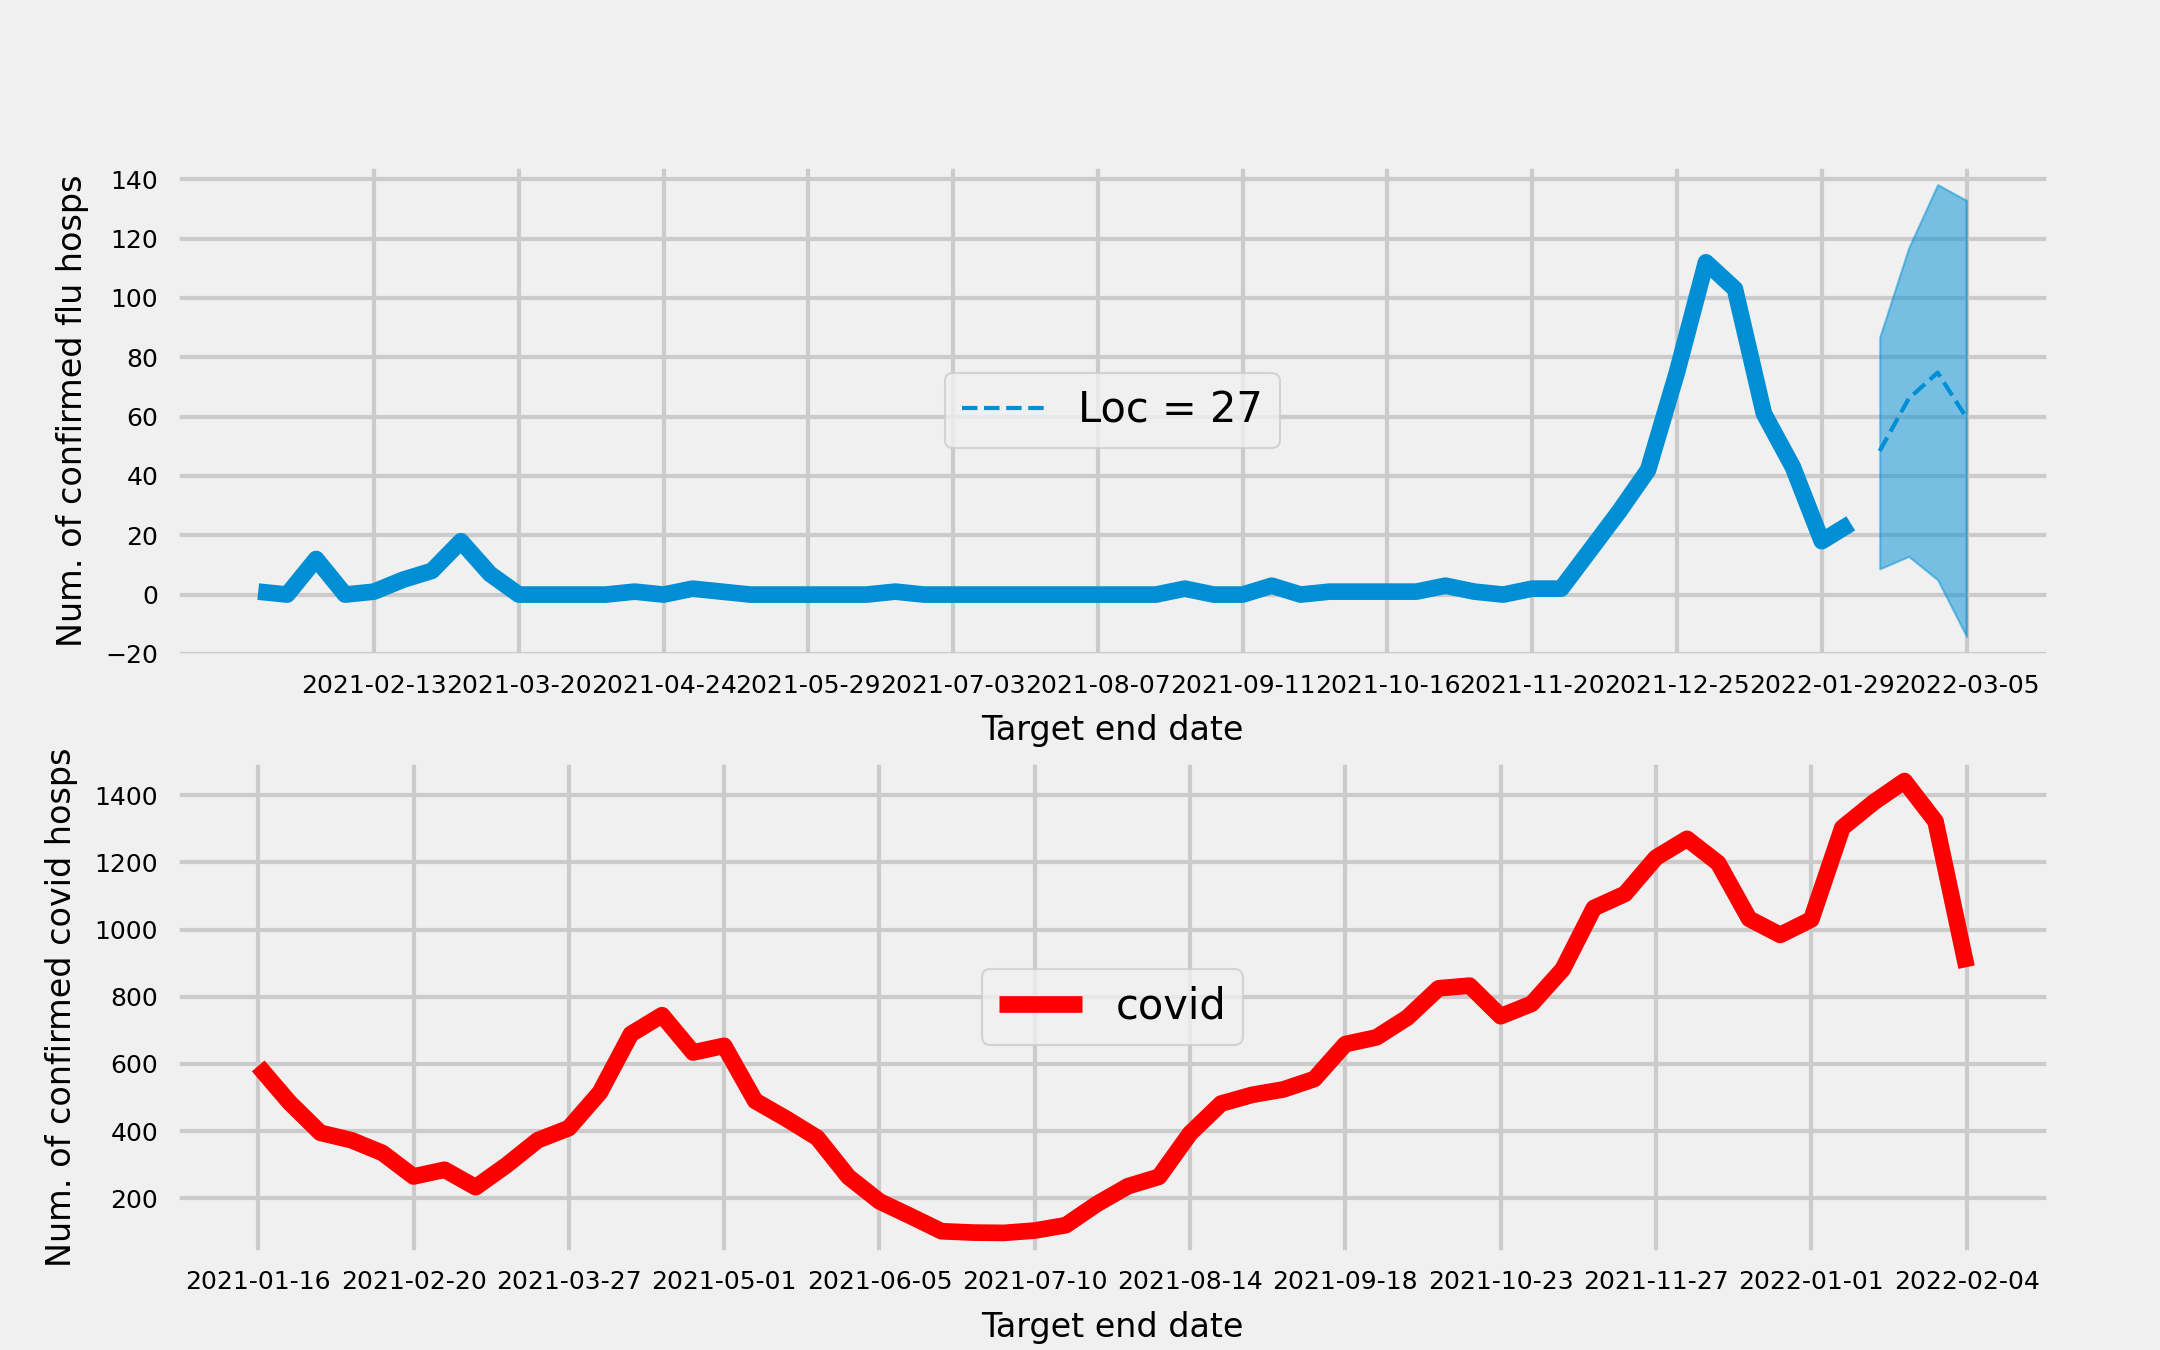 Num. of confirmed flu hosps
140
120
100
80
60
40
20
0
−20
Loc = 27
2021-02-13 2021-03-20 2021-04-24 2021-05-29 2021-07-03 2021-08-07 2021-09-11 2021-10-16 2021-11-20 2021-12-25 2022-01-29 2022-03-05
Target end date
Num. of confirmed covid hosps
1400
1200
1000
800
600
400
200
covid
2021-01-16 2021-02-20 2021-03-27 2021-05-01 2021-06-05 2021-07-10 2021-08-14 2021-09-18 2021-10-23 2021-11-27 2022-01-01 2022-02-04
Target end date